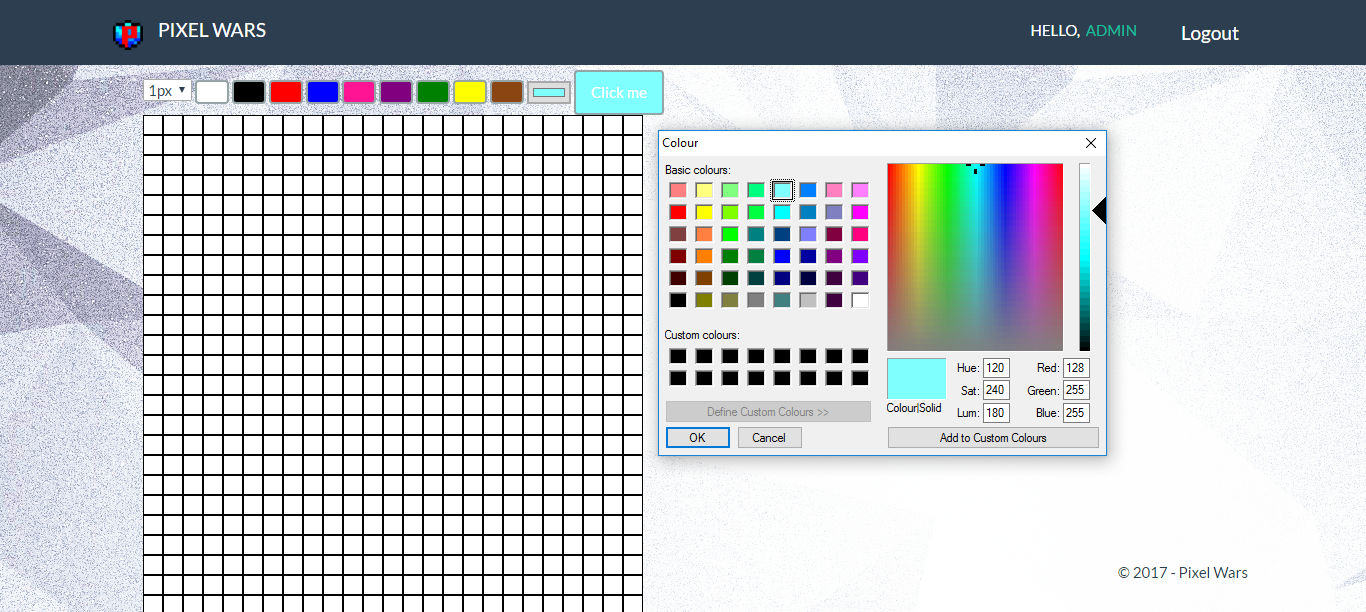 PIXEL WARS
HELLO, ADMIN
Logout
1px
Click me
Colour
Basic colours:
Custom colours:
Define Custom Colours >>
OK Cancel
Colour|Solid
Hue: 120 Red: 128
Sat: 240 Green: 255
Lum: 180 Blue: 255
Add to Custom Colours
© 2017 - Pixel Wars